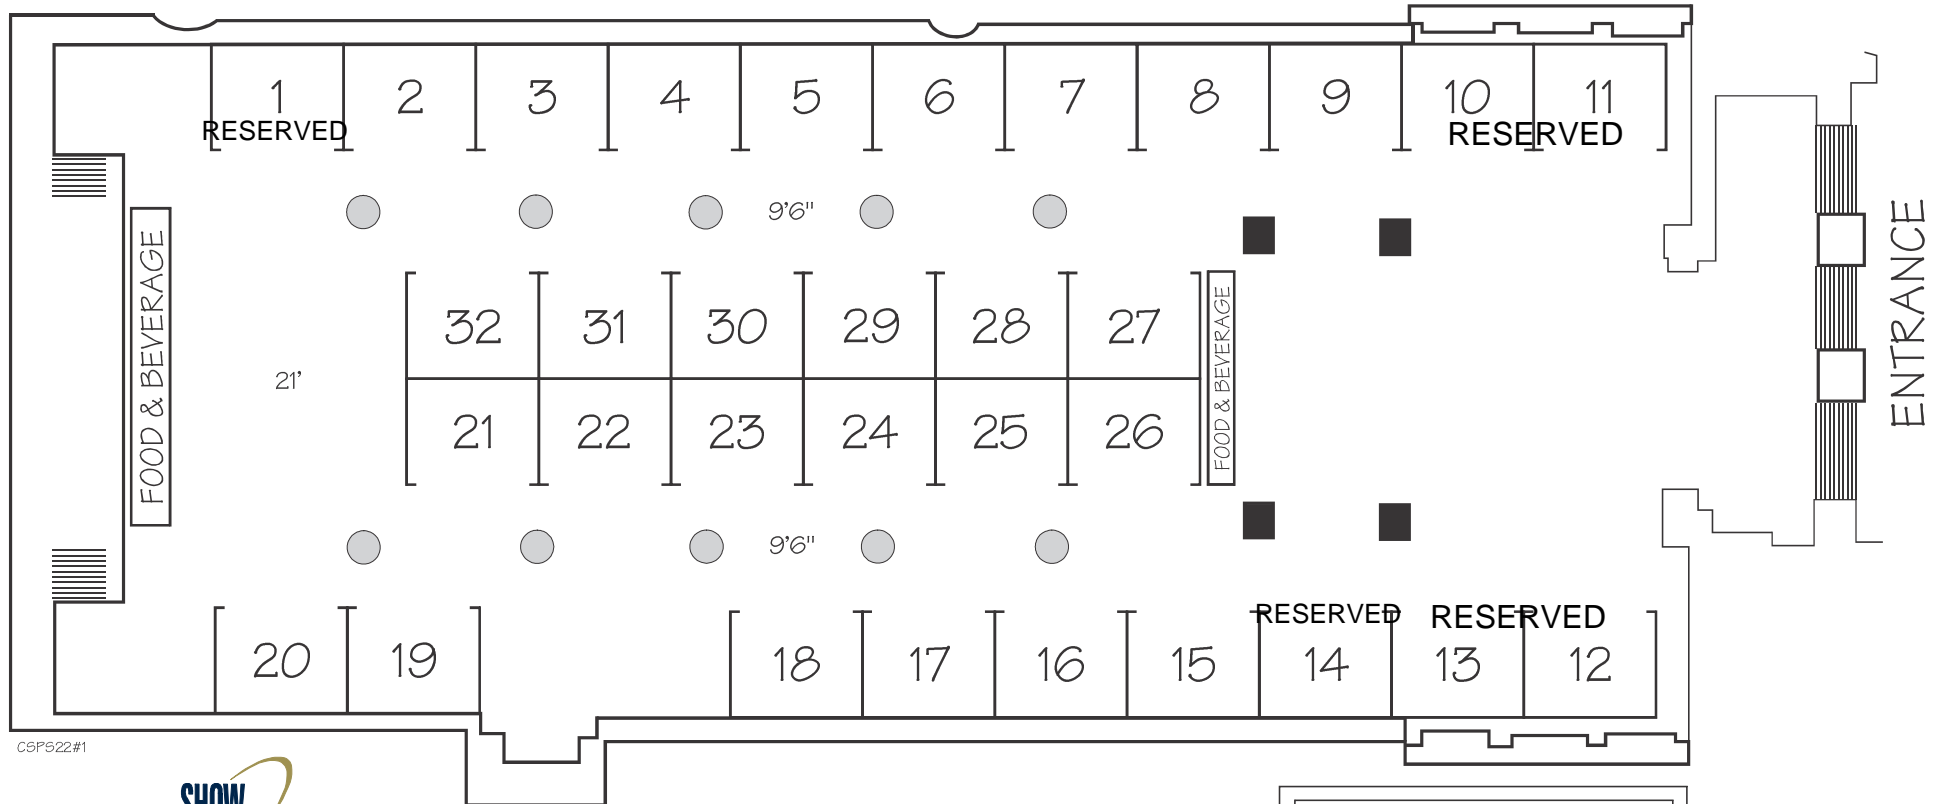 1 2 3 4 5 6 7 8 9 10 11
RESERVED RESERVED
9'6"
ENTRANCE
FOOD & BEVERAGE
32 31 30 29 28 27
FOOD & BEVERAGE
21'
21 22 23 24 25 26
9'6"
RESERVED RESERVED
20 19 18 17 16 15 14 13 12
CSPS22#1
SHOW